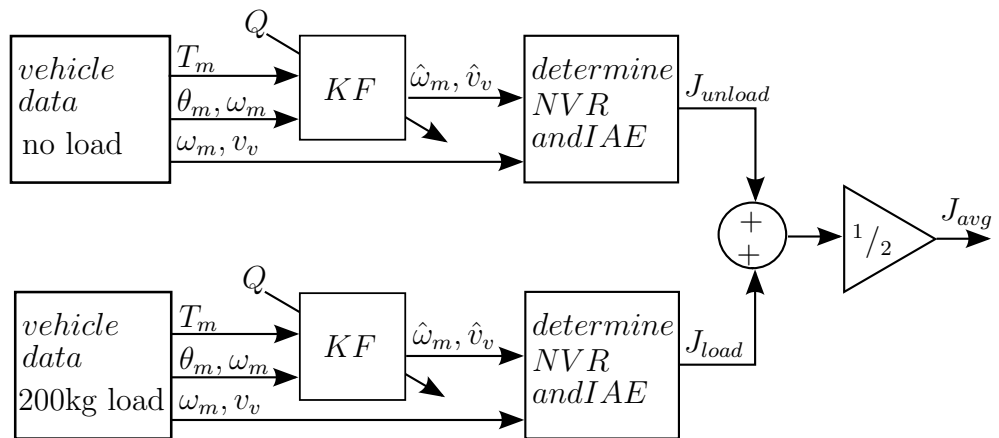 Q
vehicle
data
no load
T_m
θ_m, ω_m
ω_m, v_v
KF
ω̂_m, v̂_v
determine
NVR
andIAE
J_unload
+
+
1/2
J_avg
Q
vehicle
data
200kg load
T_m
θ_m, ω_m
ω_m, v_v
KF
ω̂_m, v̂_v
determine
NVR
andIAE
J_load